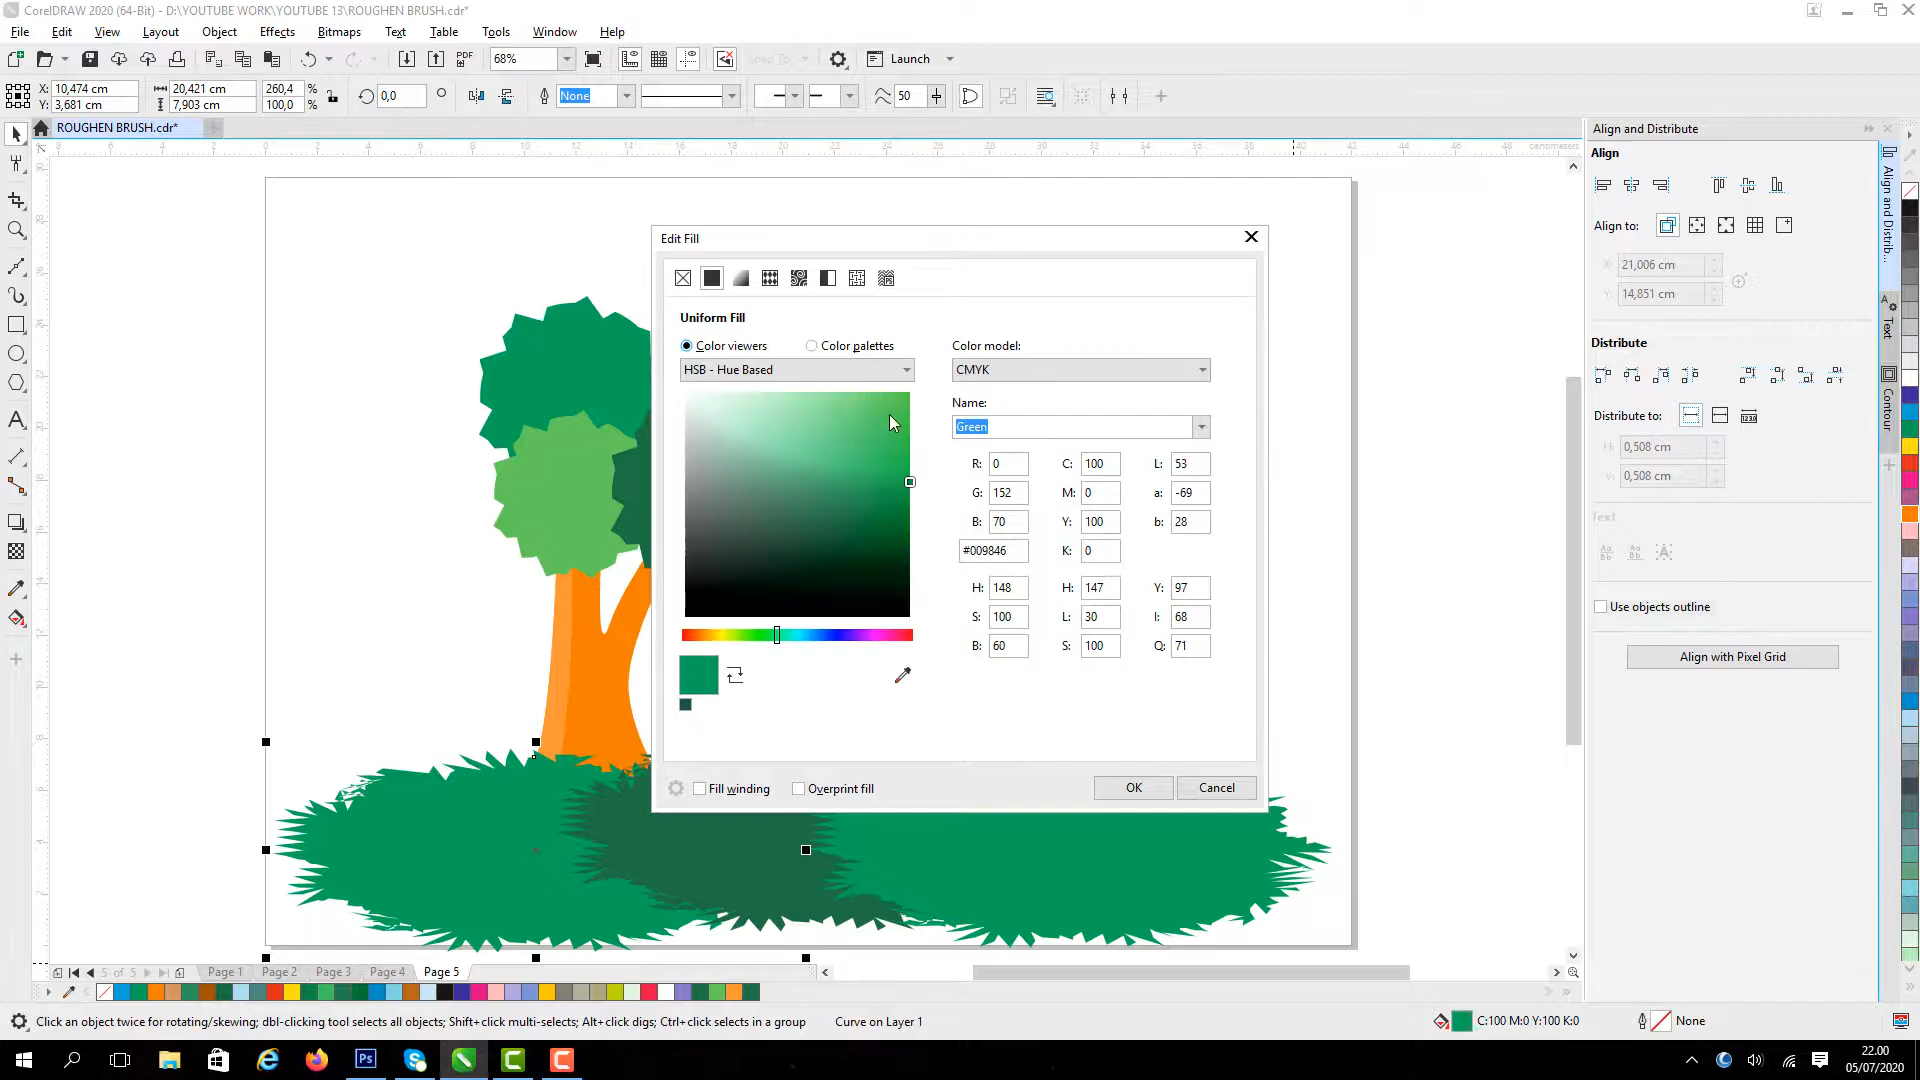 CorelDRAW 2020 (64-Bit) - D:\YOUTUBE WORK\YOUTUBE 13\ROUGHEN BRUSH.cdr*
File Edit View Layout Object Effects Bitmaps Text Table Tools Window Help
PDF 68% Launch
X: 10,474 cm 20,421 cm 260,4 % 0,0 None 50
Y: 3,681 cm 7,903 cm 100,0 %
ROUGHEN BRUSH.cdr*
Align and Distribute
Align
Align to:
X: 21,006 cm
Y: 14,851 cm
Distribute
Distribute to:
H: 0,508 cm
V: 0,508 cm
Text
Use objects outline
Align with Pixel Grid
Align and Distrib...
Text
Contour
centimeters
Edit Fill
Uniform Fill
Color viewers Color palettes Color model:
HSB - Hue Based CMYK
Name:
Green
R: 0 C: 100 L: 53
G: 152 M: 0 a: -69
B: 70 Y: 100 b: 28
#009846 K: 0
H: 148 H: 147 Y: 97
S: 100 L: 30 I: 68
B: 60 S: 100 Q: 71
Fill winding Overprint fill OK Cancel
5 of 5 Page 1 Page 2 Page 3 Page 4 Page 5
Click an object twice for rotating/skewing; dbl-clicking tool selects all objects; Shift+click multi-selects; Alt+click digs; Ctrl+click selects in a group Curve on Layer 1 C:100 M:0 Y:100 K:0 None
22.00
05/07/2020